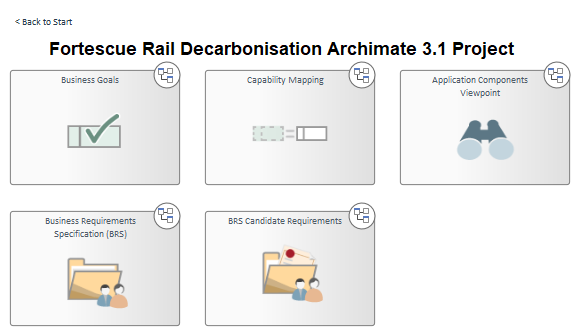 < Back to Start
Fortescue Rail Decarbonisation Archimate 3.1 Project
Business Goals
Capability Mapping
Application Components
Viewpoint
Business Requirements
Specification (BRS)
BRS Candidate Requirements